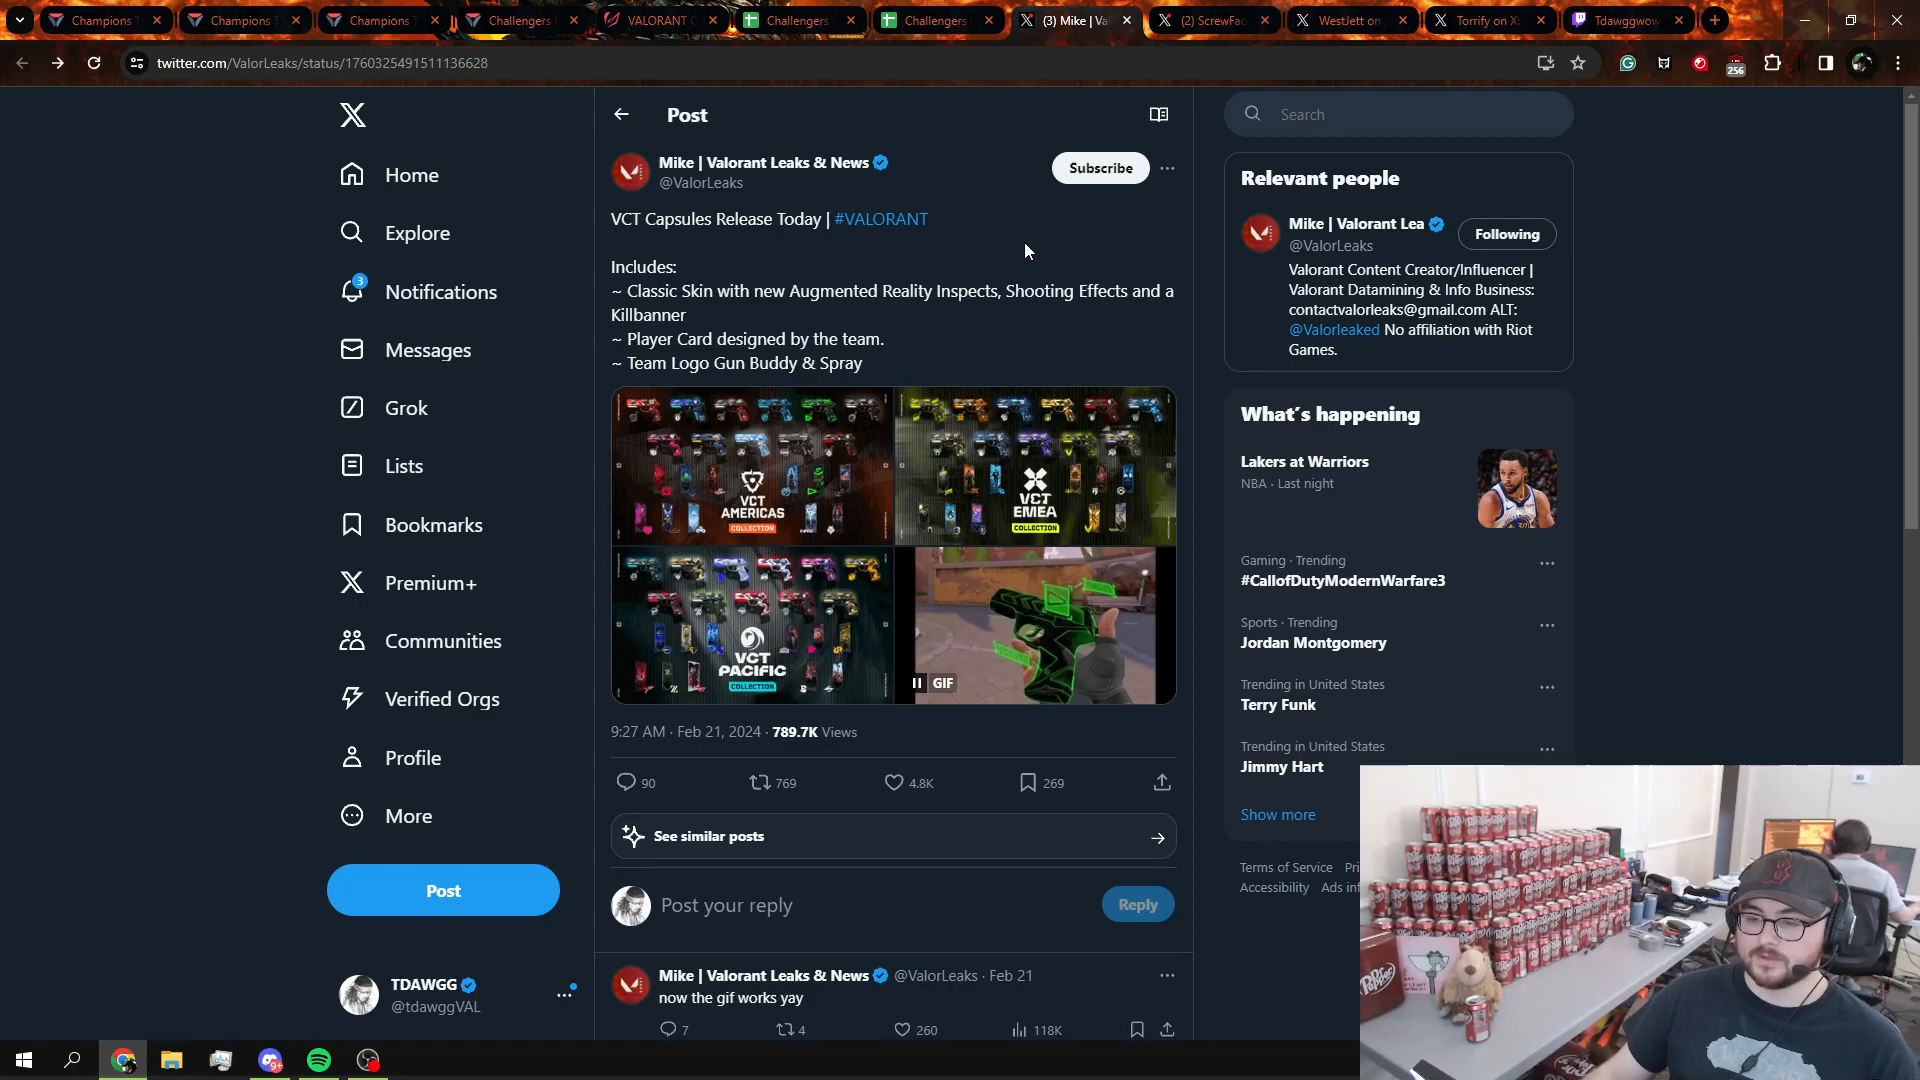 Champions T
Champions T
Champions T
Challengers
VALORANT C
Challengers
Challengers
(3) Mike | Va
(2) ScrewFac
WestJett on
Torrify on X:
Tdawggwow
twitter.com/ValorLeaks/status/1760325491511136628
256
Home
Explore
3
Notifications
Messages
Grok
Lists
Bookmarks
Premium+
Communities
Verified Orgs
Profile
More
Post
TDAWGG
@tdawggVAL
Post
Mike | Valorant Leaks & News
@ValorLeaks
Subscribe
VCT Capsules Release Today | #VALORANT
Includes:
~ Classic Skin with new Augmented Reality Inspects, Shooting Effects and a
Killbanner
~ Player Card designed by the team.
~ Team Logo Gun Buddy & Spray
VCT
AMERICAS
COLLECTION
VCT
EMEA
COLLECTION
VCT
PACIFIC
COLLECTION
GIF
9:27 AM · Feb 21, 2024 · 789.7K Views
90
769
4.8K
269
See similar posts
Post your reply
Reply
Mike | Valorant Leaks & News @ValorLeaks · Feb 21
now the gif works yay
7
4
260
118K
Search
Relevant people
Mike | Valorant Lea
@ValorLeaks
Following
Valorant Content Creator/Influencer |
Valorant Datamining & Info Business:
contactvalorleaks@gmail.com ALT:
@Valorleaked No affiliation with Riot
Games.
What's happening
Lakers at Warriors
NBA · Last night
Gaming · Trending
#CallofDutyModernWarfare3
Sports · Trending
Jordan Montgomery
Trending in United States
Terry Funk
Trending in United States
Jimmy Hart
Show more
Terms of Service Pri
Accessibility Ads inf
Dr Pepper
9+